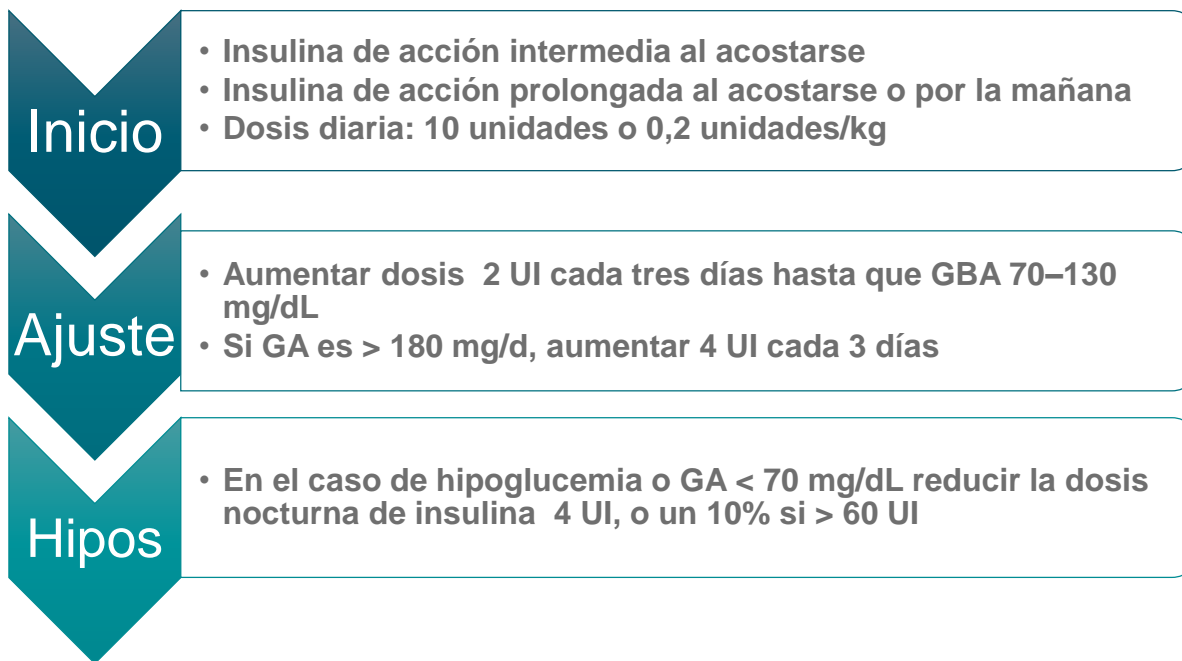 Inicio
• Insulina de acción intermedia al acostarse
• Insulina de acción prolongada al acostarse o por la mañana
• Dosis diaria: 10 unidades o 0,2 unidades/kg
Ajuste
• Aumentar dosis  2 UI cada tres días hasta que GBA 70–130
mg/dL
• Si GA es > 180 mg/d, aumentar 4 UI cada 3 días
Hipos
• En el caso de hipoglucemia o GA < 70 mg/dL reducir la dosis
nocturna de insulina  4 UI, o un 10% si > 60 UI